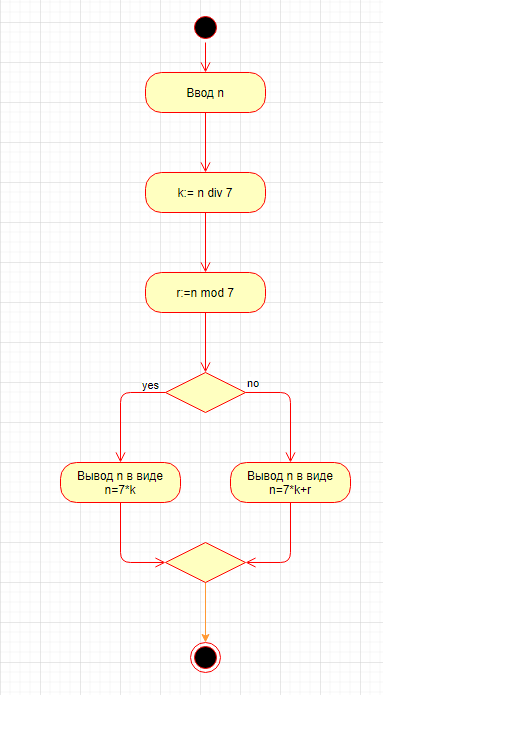 Ввод n
k:= n div 7
r:=n mod 7
yes
no
Вывод n в виде
n=7*k
Вывод n в виде
n=7*k+r